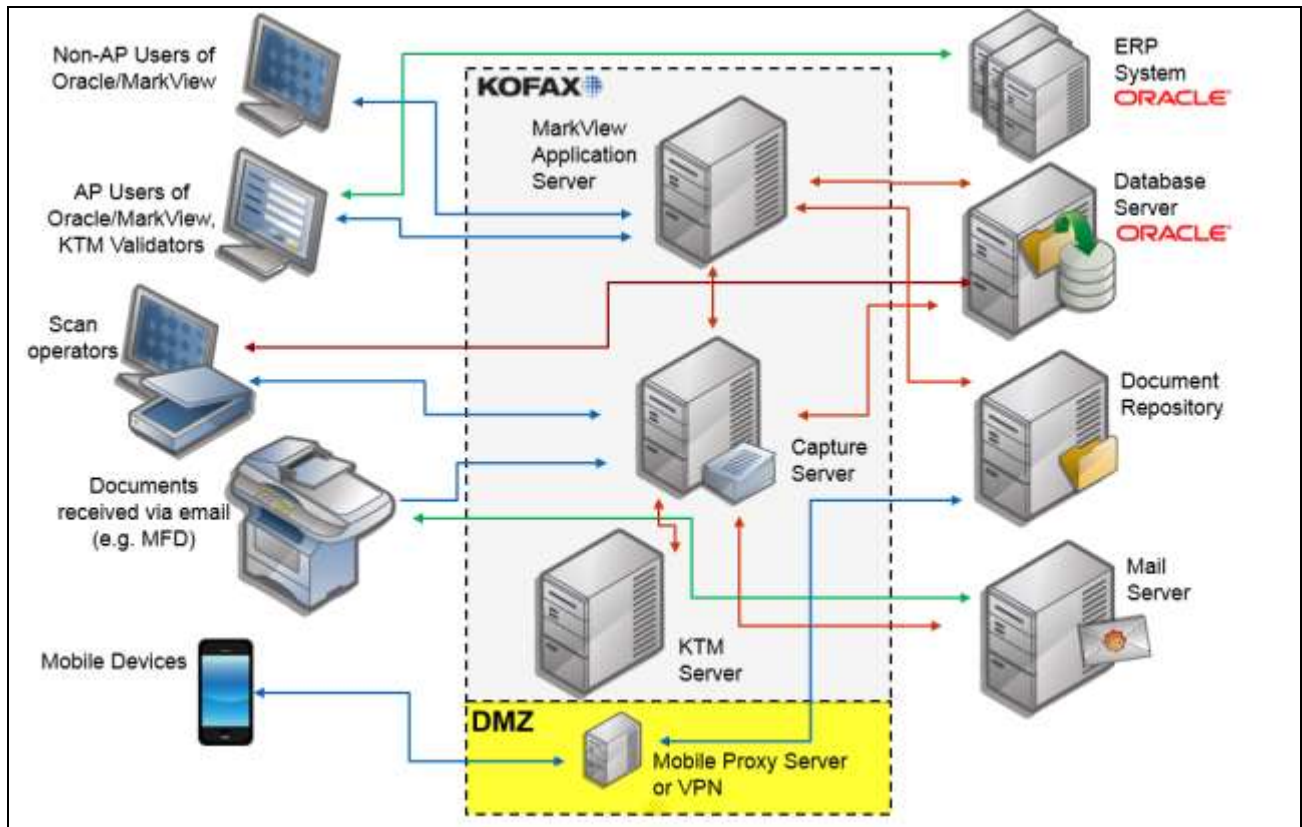 Non-AP Users of
Oracle/MarkView
AP Users of
Oracle/MarkView,
KTM Validators
Scan
operators
Documents
received via email
(e.g. MFD)
Mobile Devices
KOFAX
MarkView
Application
Server
Capture
Server
KTM
Server
DMZ
Mobile Proxy Server
or VPN
ERP
System
ORACLE
Database
Server
ORACLE
Document
Repository
Mail
Server